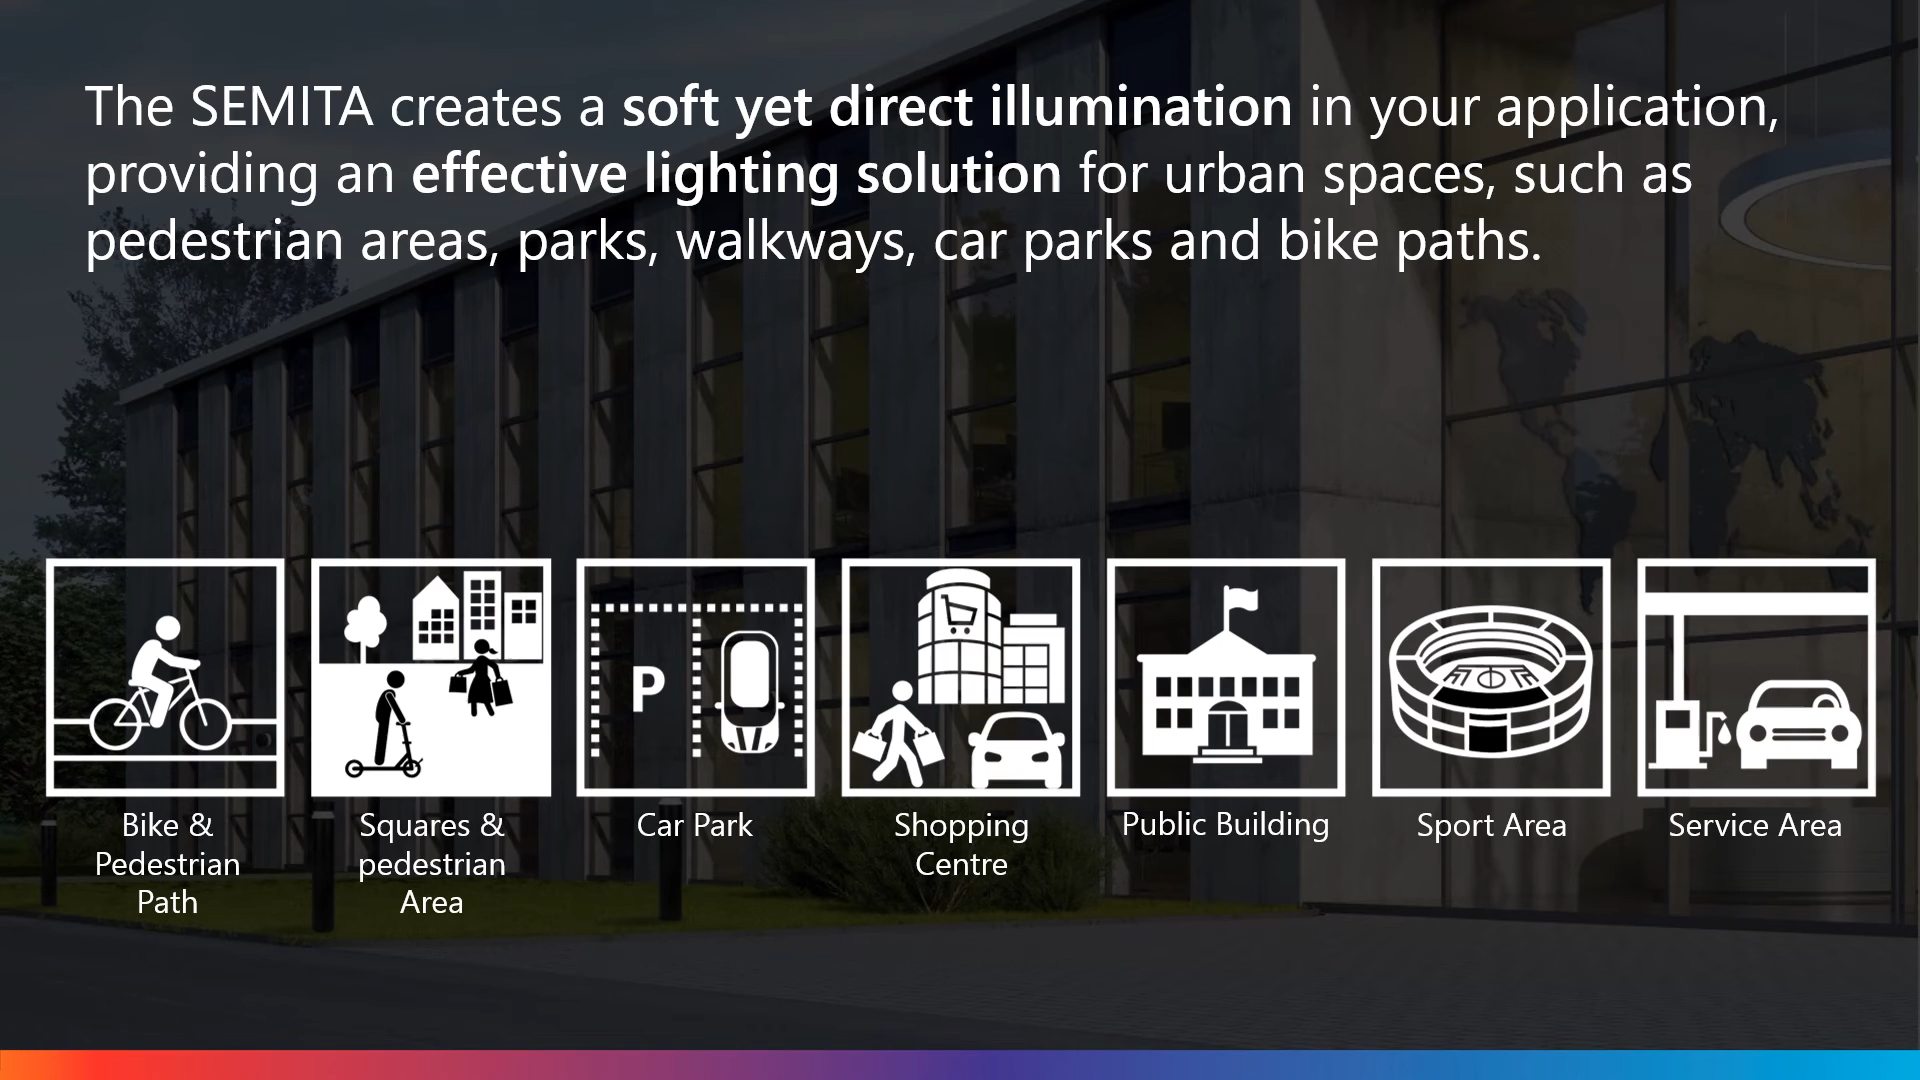 The SEMITA creates a soft yet direct illumination in your application,
providing an effective lighting solution for urban spaces, such as
pedestrian areas, parks, walkways, car parks and bike paths.
P
Bike &
Pedestrian
Path
Squares &
pedestrian
Area
Car Park
Shopping
Centre
Public Building
Sport Area
Service Area